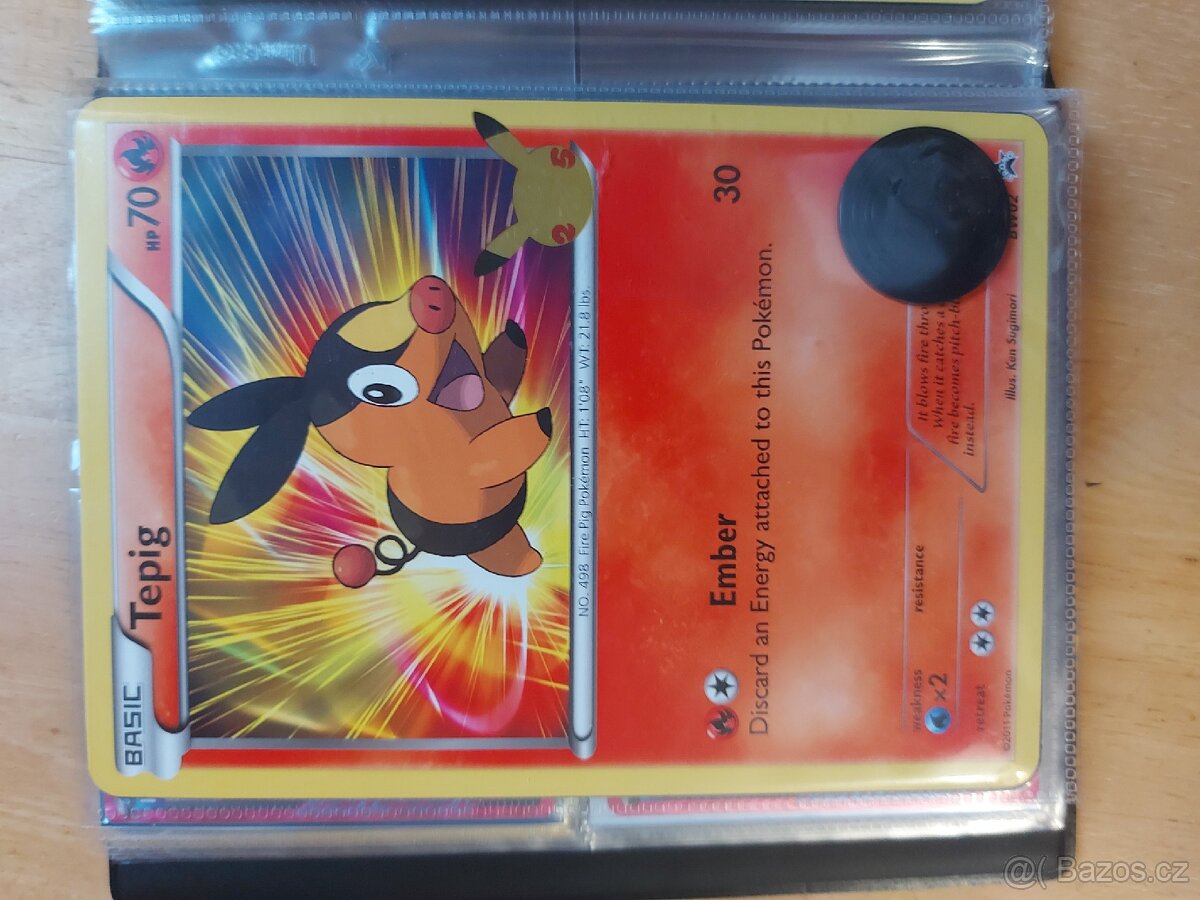 BASIC
Tepig
HP 70
25
NO. 498 Fire Pig Pokémon HT: 1'08" WT: 21.8 lbs.
Ember 30
Discard an Energy attached to this Pokémon.
weakness
×2
resistance
retreat
It blows fire
When it catches a
fire becomes
instead.
Illus. Ken Sugimori
©2011 Pokémon
@( Bazos.cz